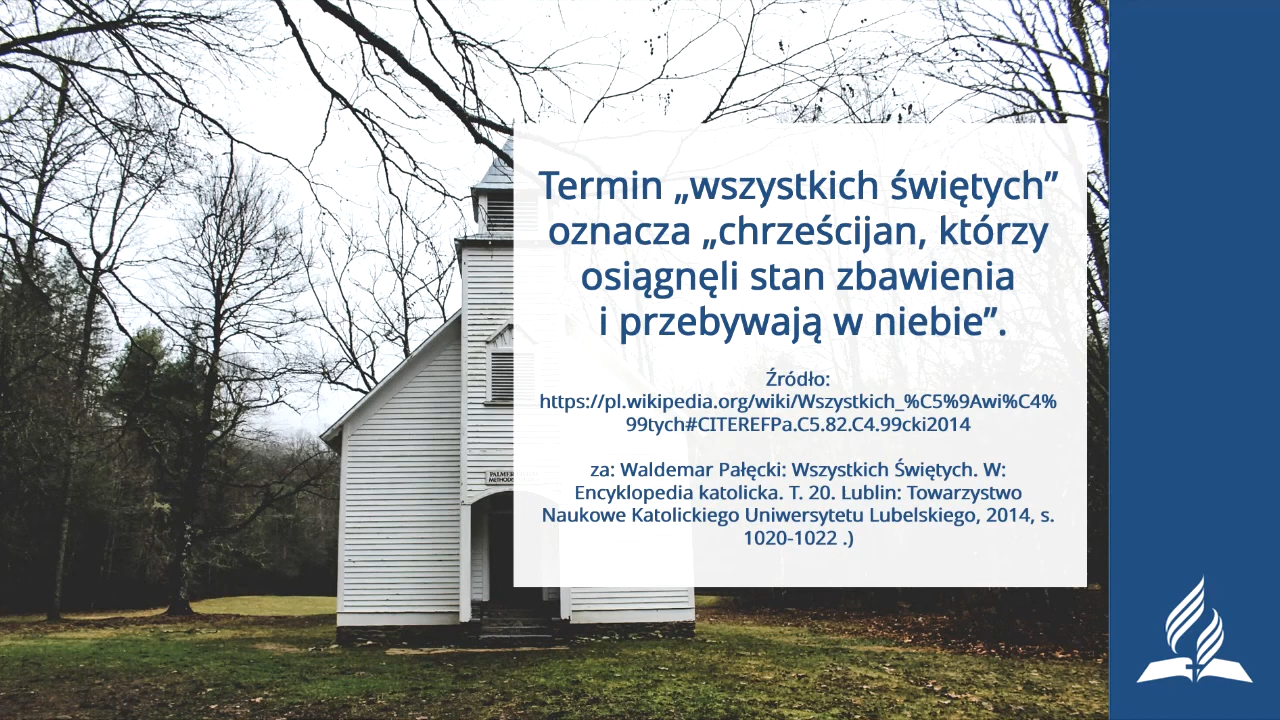 Termin „wszystkich świętych”
oznacza „chrześcijan, którzy
osiągnęli stan zbawienia
i przebywają w niebie”.
Źródło:
https://pl.wikipedia.org/wiki/Wszystkich_%C5%9Awi%C4%
99tych#CITEREFPa.C5.82.C4.99cki2014
za: Waldemar Pałęcki: Wszystkich Świętych. W:
Encyklopedia katolicka. T. 20. Lublin: Towarzystwo
Naukowe Katolickiego Uniwersytetu Lubelskiego, 2014, s.
1020-1022 .)